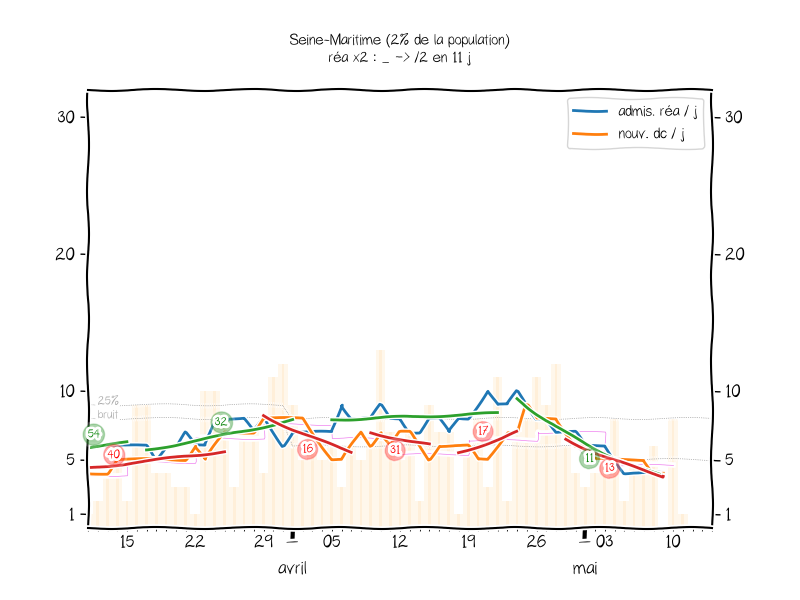 Seine-Maritime (2% de la population)
réa x2 : _ -> /2 en 11 j
admis. réa / j
nouv. dc / j
30
30
20
20
10
10
25%
bruit
54
40
32
16
31
17
11
13
5
5
1
1
15 22 29 05 12 19 26 03 10
avril mai